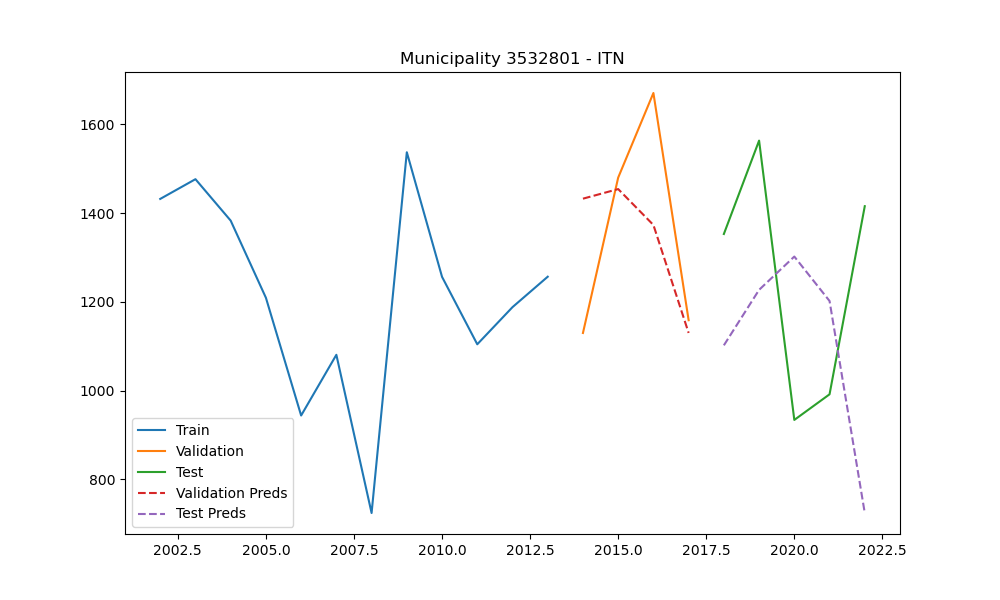 Municipality 3532801 - ITN
1600
1400
1200
1000
800
Train
Validation
Test
Validation Preds
Test Preds
2002.5 2005.0 2007.5 2010.0 2012.5 2015.0 2017.5 2020.0 2022.5